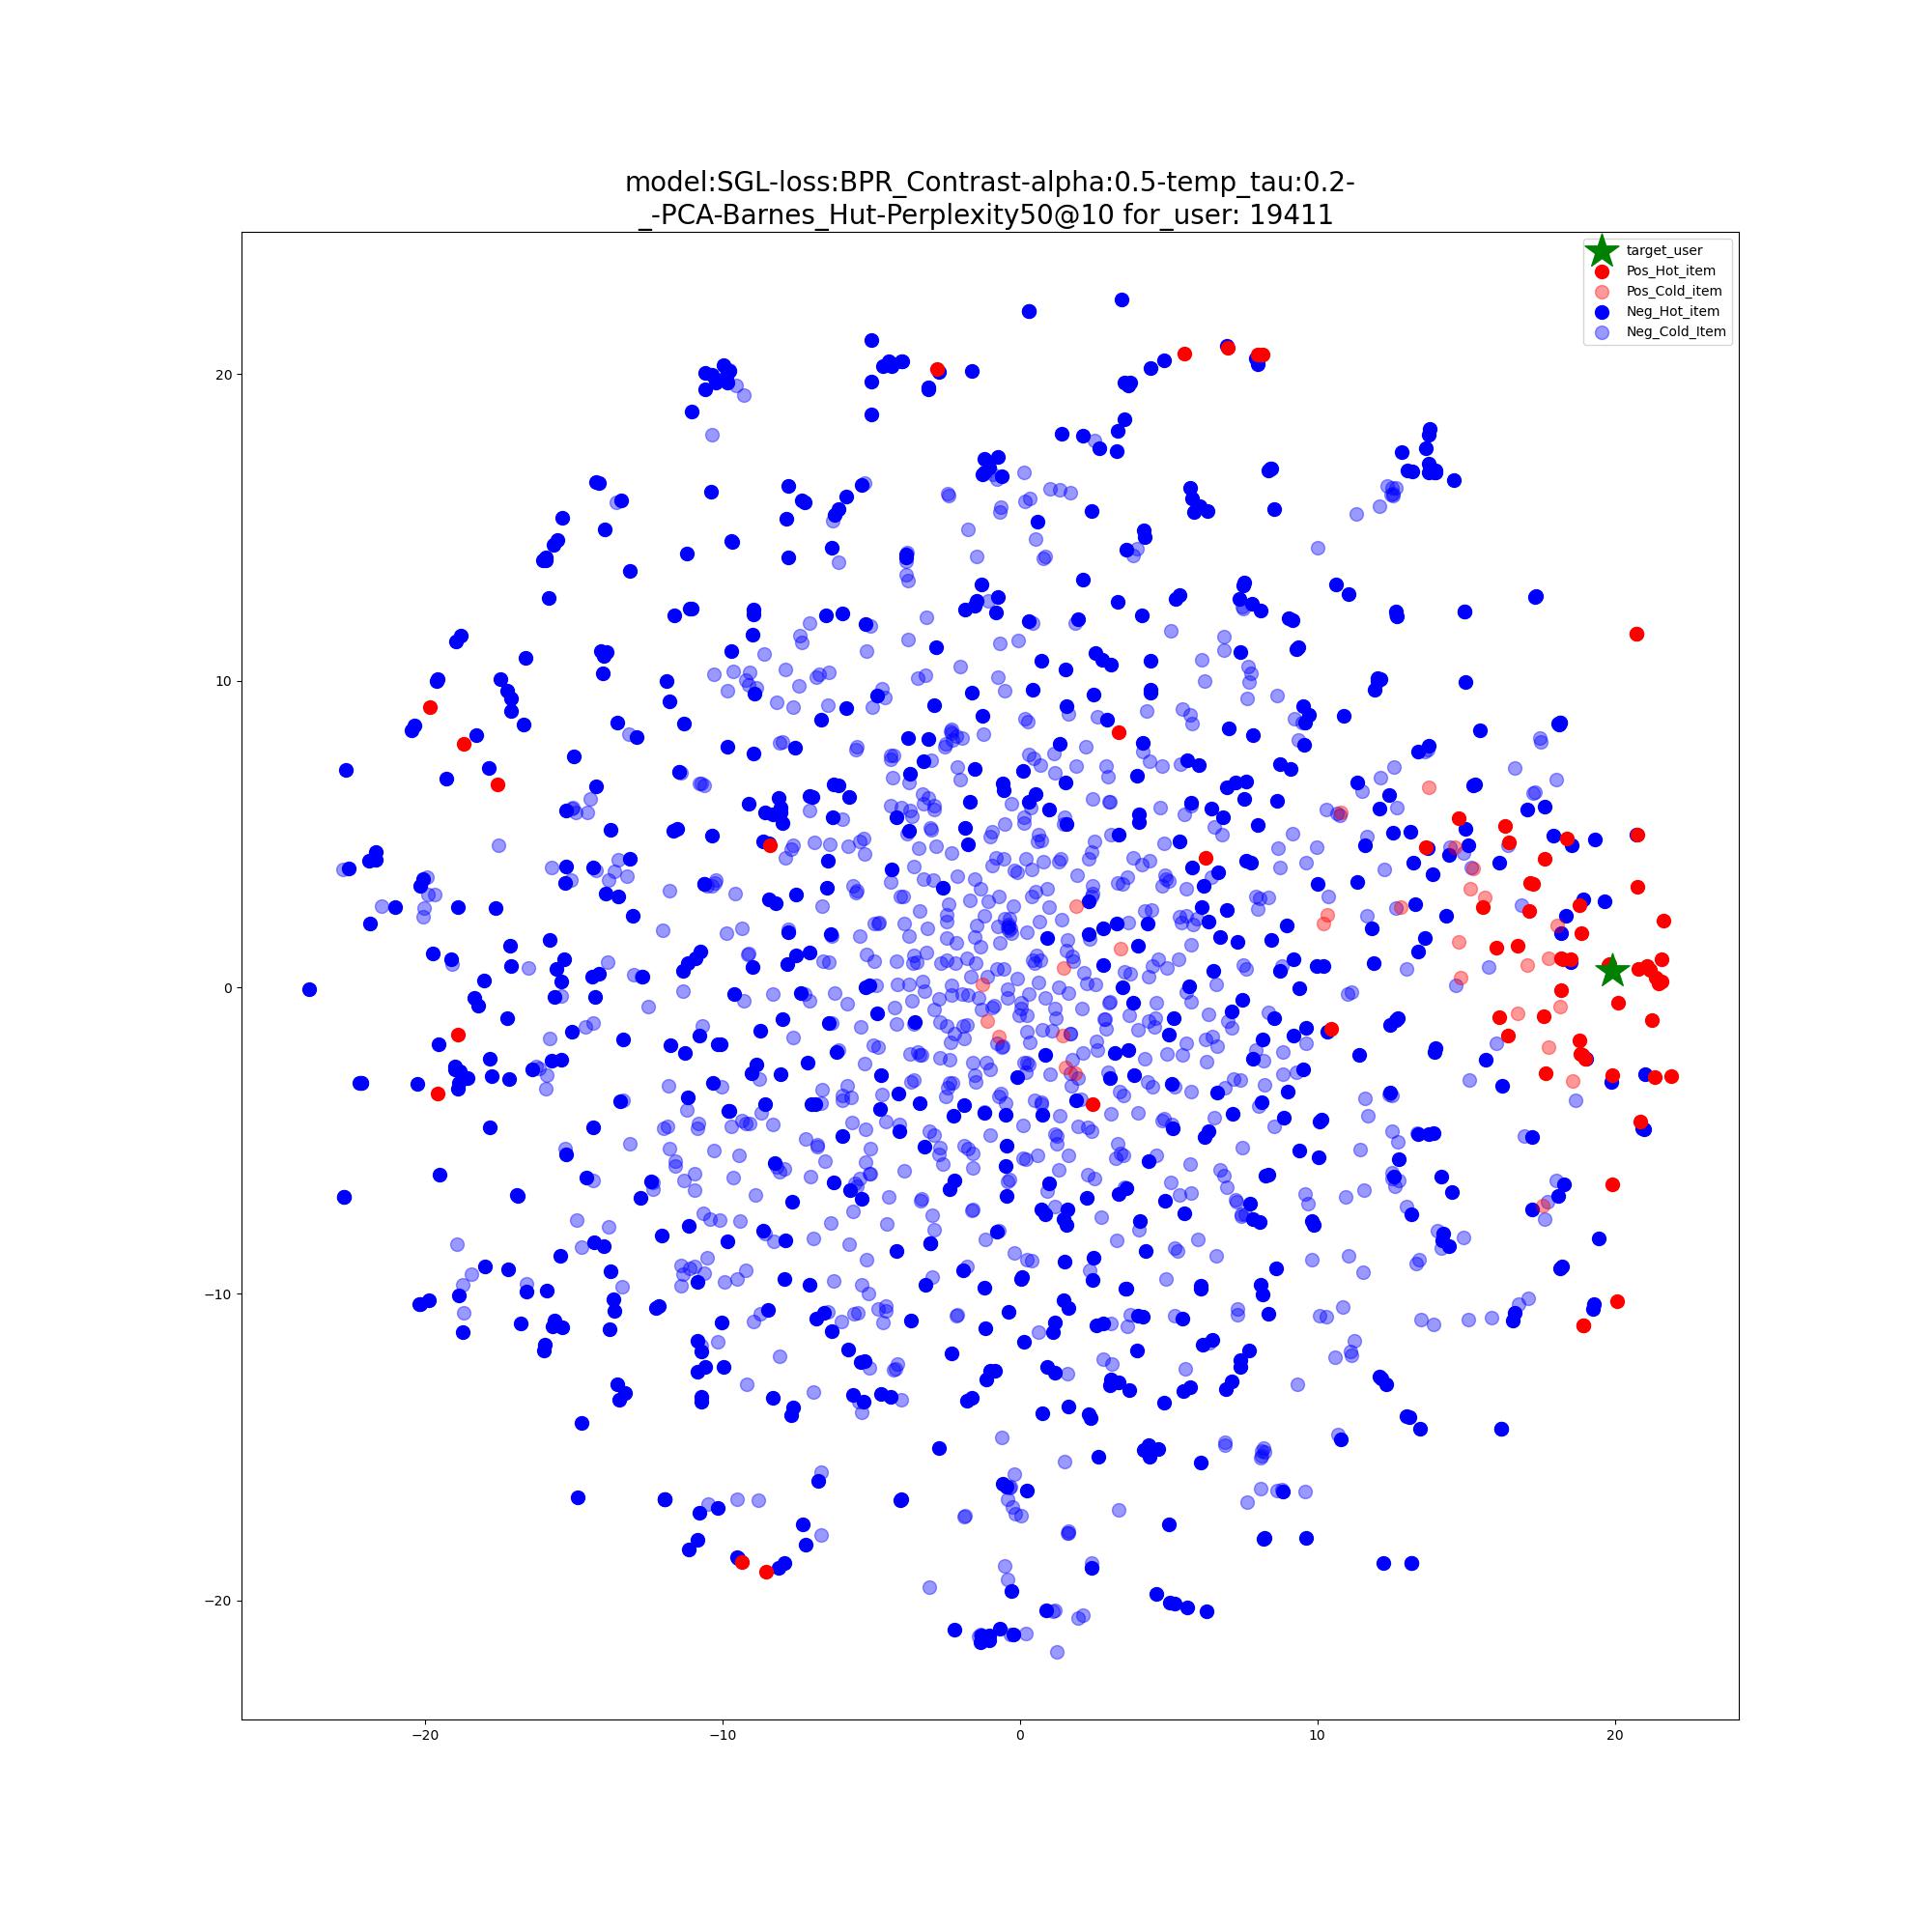 model:SGL-loss:BPR_Contrast-alpha:0.5-temp_tau:0.2-
_-PCA-Barnes_Hut-Perplexity50@10 for_user: 19411
target_user
Pos_Hot_item
Pos_Cold_item
Neg_Hot_item
Neg_Cold_Item
20
10
0
−10
−20
−20
−10
0
10
20